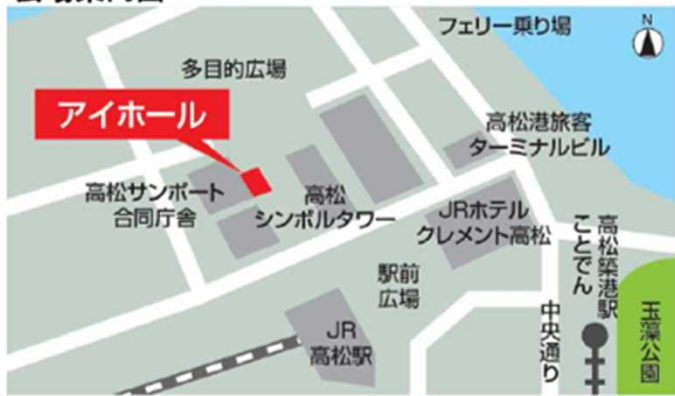 フェリー乗り場
N
多目的広場
アイホール
高松港旅客
ターミナルビル
高松サンポート
合同庁舎
高松
シンボルタワー
JRホテル
クレメント高松
駅前
広場
高松築港駅
ことでん
中央通り
玉藻公園
JR
高松駅